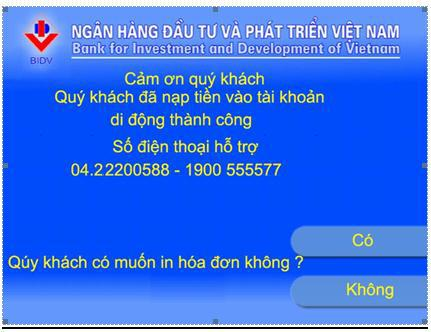 BIDV
NGÂN HÀNG ĐẦU TƯ VÀ PHÁT TRIỂN VIỆT NAM
Bank for Investment and Development of Vietnam
Cảm ơn quý khách
Quý khách đã nạp tiền vào tài khoản
di động thành công
Số điện thoại hỗ trợ
04.22200588 - 1900 555577
Có
Qúy khách có muốn in hóa đơn không ?
Không